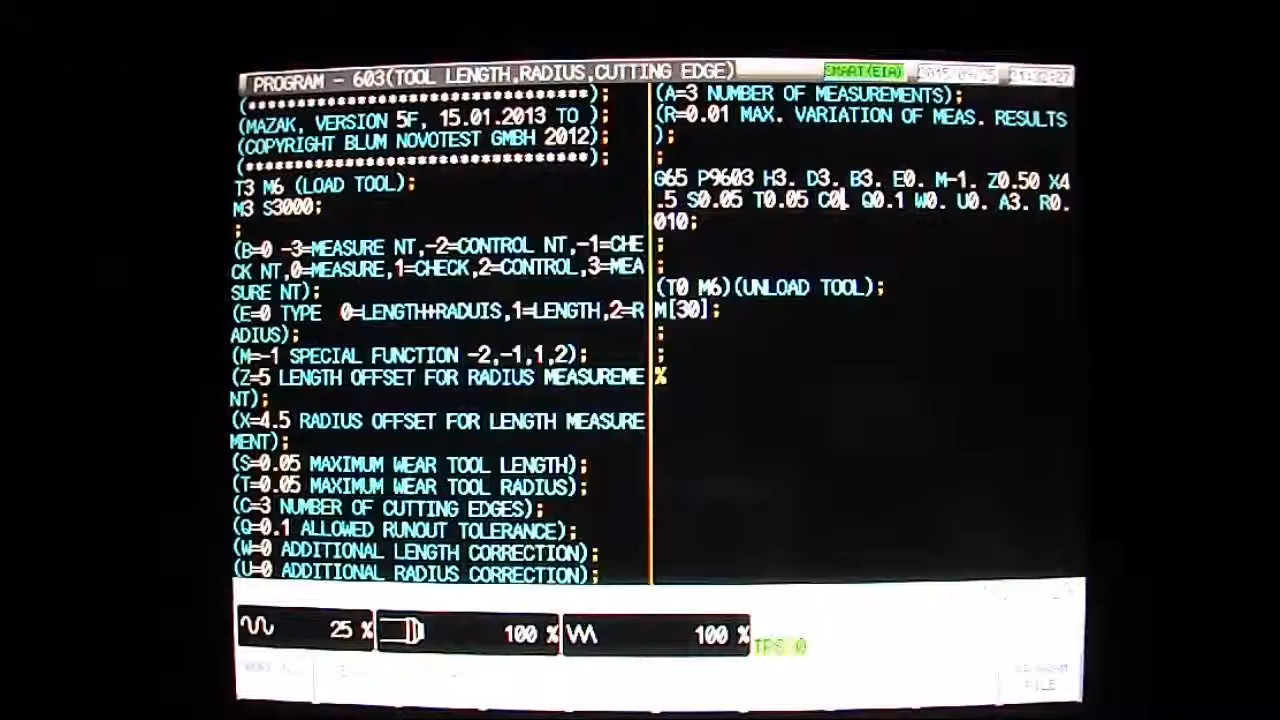 PROGRAM - 603(TOOL LENGTH,RADIUS,CUTTING EDGE)
SMART(EIA)
(*********************************);
(MAZAK, VERSION 5F, 15.01.2013 TO );
(COPYRIGHT BLUM NOVOTEST GMBH 2012);
(*********************************);
T3 M6 (LOAD TOOL);
M3 S3000;
;
(B=0 -3=MEASURE NT,-2=CONTROL NT,-1=CHE
CK NT,0=MEASURE,1=CHECK,2=CONTROL,3=MEA
SURE NT);
(E=0 TYPE  0=LENGTH+RADUIS,1=LENGTH,2=R
ADIUS);
(M=-1 SPECIAL FUNCTION -2,-1,1,2);
(Z=5 LENGTH OFFSET FOR RADIUS MEASUREME
NT);
(X=4.5 RADIUS OFFSET FOR LENGTH MEASURE
MENT);
(S=0.05 MAXIMUM WEAR TOOL LENGTH);
(T=0.05 MAXIMUM WEAR TOOL RADIUS);
(C=3 NUMBER OF CUTTING EDGES);
(Q=0.1 ALLOWED RUNOUT TOLERANCE);
(W=0 ADDITIONAL LENGTH CORRECTION);
(U=0 ADDITIONAL RADIUS CORRECTION);
(A=3 NUMBER OF MEASUREMENTS);
(R=0.01 MAX. VARIATION OF MEAS. RESULTS
);
;
G65 P9603 H3. D3. B3. E0. M-1. Z0.50 X4
.5 S0.05 T0.05 C0. Q0.1 W0. U0. A3. R0.
010;
;
;
(T0 M6)(UNLOAD TOOL);
M[30];
;
;
%
25 %
100 %
100 %
TPS 0
FILE